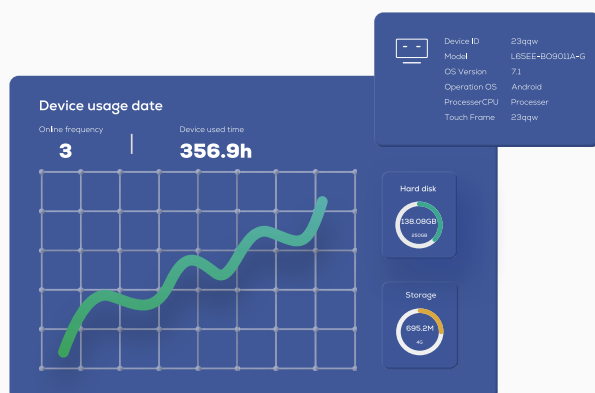 Device ID 23qqw
Model L65EE-BO9011A-G
OS Version 7.1
Operation OS Android
ProcesserCPU Processer
Touch Frame 23qqw
Device usage date
Online frequency Device used time
3 356.9h
Hard disk
138.08GB
250GB
Storage
695.2M
4G